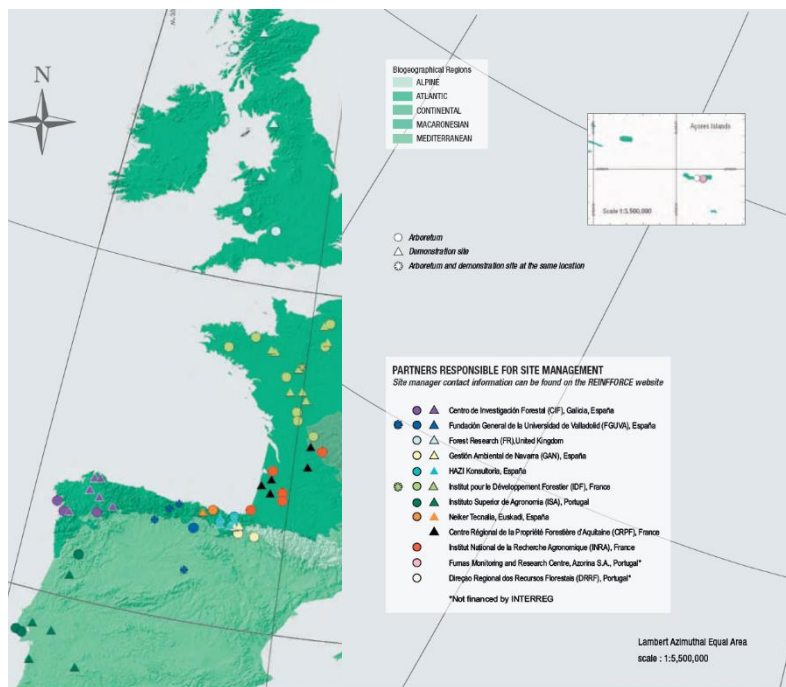 N
Biogeographical Regions
ALPINE
ATLANTIC
CONTINENTAL
MACARONESIAN
MEDITERRANEAN
Açores Islands
Scale 1:3,500,000
Arboretum
Demonstration site
Arboretum and demonstration site at the same location
PARTNERS RESPONSIBLE FOR SITE MANAGEMENT
Site manager contact information can be found on the REINFFORCE website
Centro de Investigación Forestal (CIF), Galicia, España
Fundación General de la Universidad de Valladolid (FGUVA), España
Forest Research (FR),United Kingdom
Gestión Ambiental de Navarra (GAN), España
HAZI Konsultoria, España
Institut pour le Développement Forestier (IDF), France
Instituto Superior de Agronomia (ISA), Portugal
Neiker Tecnalia, Euskadi, España
Centre Régional de la Propriété Forestière d'Aquitaine (CRPF), France
Institut National de la Recherche Agronomique (INRA), France
Furnas Monitoring and Research Centre, Azorina S.A., Portugal*
Direçao Regional dos Recursos Florestais (DRRF), Portugal*
*Not financed by INTERREG
Lambert Azimuthal Equal Area
scale : 1:5,500,000